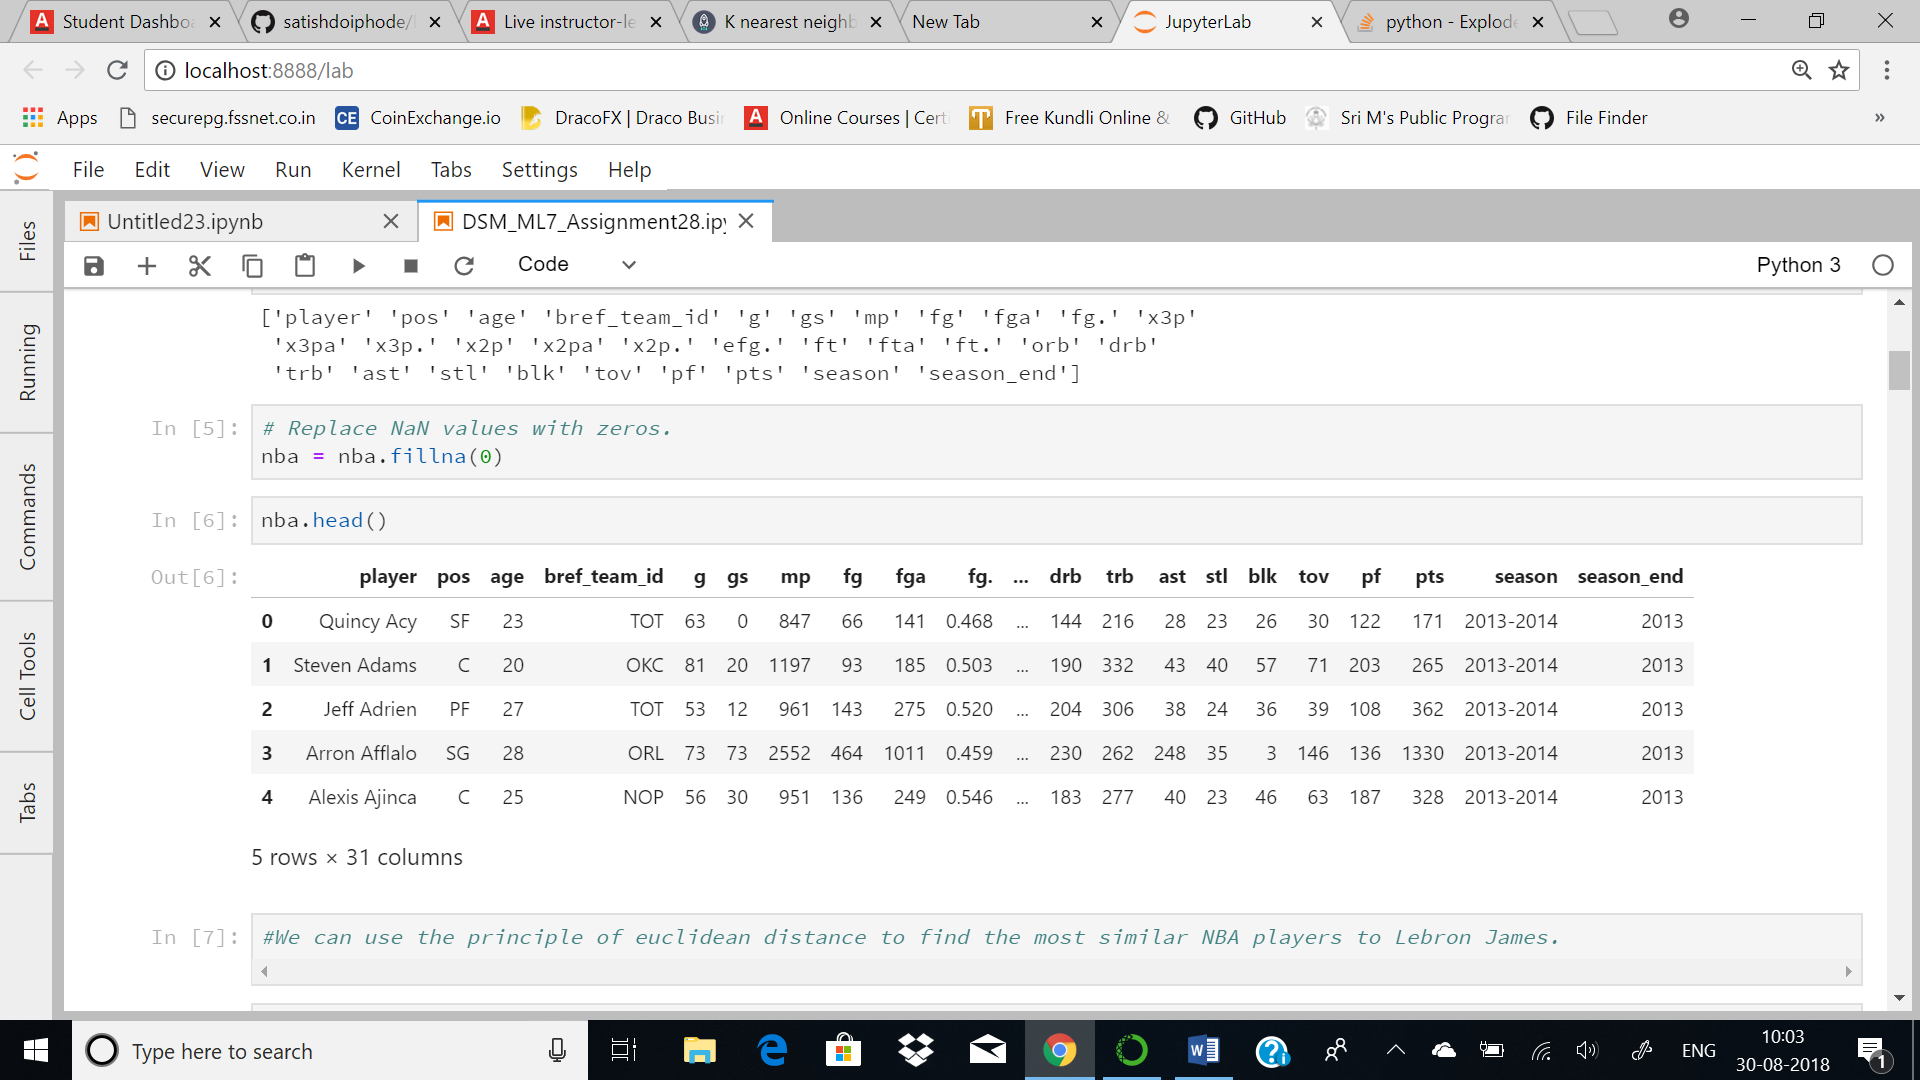 Student Dashbo
satishdoiphode/
Live instructor-le
K nearest neighb
New Tab
JupyterLab
python - Explode
localhost:8888/lab
Apps
securepg.fssnet.co.in
CE CoinExchange.io
DracoFX | Draco Busi
Online Courses | Certi
Free Kundli Online &
GitHub
Sri M's Public Progra
File Finder
»
File Edit View Run Kernel Tabs Settings Help
Files
Running
Commands
Cell Tools
Tabs
Untitled23.ipynb
DSM_ML7_Assignment28.ipy
Code
Python 3
['player' 'pos' 'age' 'bref_team_id' 'g' 'gs' 'mp' 'fg' 'fga' 'fg.' 'x3p'
'x3pa' 'x3p.' 'x2p' 'x2pa' 'x2p.' 'efg.' 'ft' 'fta' 'ft.' 'orb' 'drb'
'trb' 'ast' 'stl' 'blk' 'tov' 'pf' 'pts' 'season' 'season_end']
In [5]: # Replace NaN values with zeros.
nba = nba.fillna(0)
In [6]: nba.head()
Out[6]: player pos age bref_team_id g gs mp fg fga fg. ... drb trb ast stl blk tov pf pts season season_end
0 Quincy Acy SF 23 TOT 63 0 847 66 141 0.468 ... 144 216 28 23 26 30 122 171 2013-2014 2013
1 Steven Adams C 20 OKC 81 20 1197 93 185 0.503 ... 190 332 43 40 57 71 203 265 2013-2014 2013
2 Jeff Adrien PF 27 TOT 53 12 961 143 275 0.520 ... 204 306 38 24 36 39 108 362 2013-2014 2013
3 Arron Afflalo SG 28 ORL 73 73 2552 464 1011 0.459 ... 230 262 248 35 3 146 136 1330 2013-2014 2013
4 Alexis Ajinca C 25 NOP 56 30 951 136 249 0.546 ... 183 277 40 23 46 63 187 328 2013-2014 2013
5 rows × 31 columns
In [7]: #We can use the principle of euclidean distance to find the most similar NBA players to Lebron James.
Type here to search
ENG
10:03
30-08-2018
1